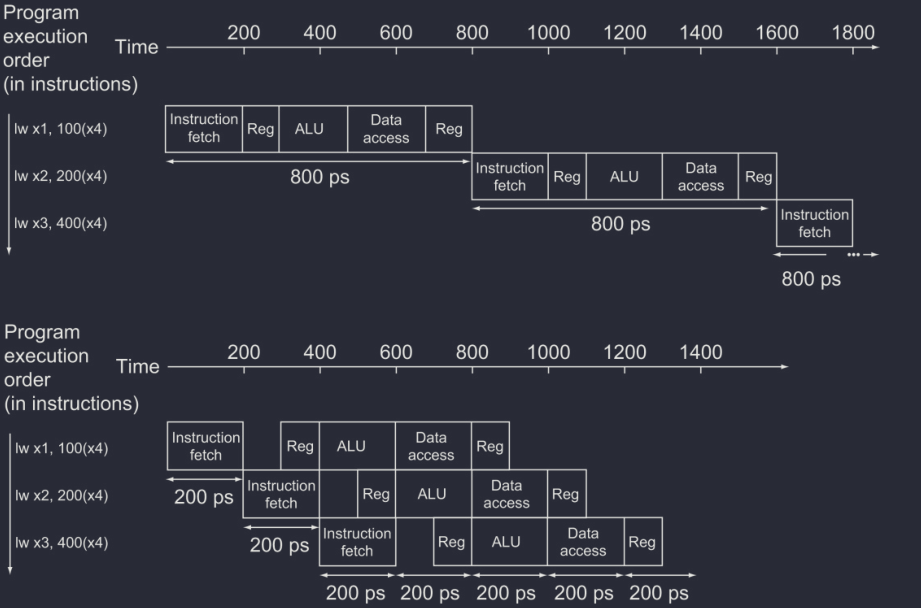 Program
execution
order
(in instructions)
Time
200 400 600 800 1000 1200 1400 1600 1800
lw x1, 100(x4)
Instruction
fetch
Reg
ALU
Data
access
Reg
800 ps
lw x2, 200(x4)
Instruction
fetch
Reg
ALU
Data
access
Reg
800 ps
lw x3, 400(x4)
Instruction
fetch
...
800 ps
Program
execution
order
(in instructions)
Time
200 400 600 800 1000 1200 1400
lw x1, 100(x4)
Instruction
fetch
Reg
ALU
Data
access
Reg
200 ps
lw x2, 200(x4)
Instruction
fetch
Reg
ALU
Data
access
Reg
200 ps
lw x3, 400(x4)
Instruction
fetch
Reg
ALU
Data
access
Reg
200 ps 200 ps 200 ps 200 ps 200 ps